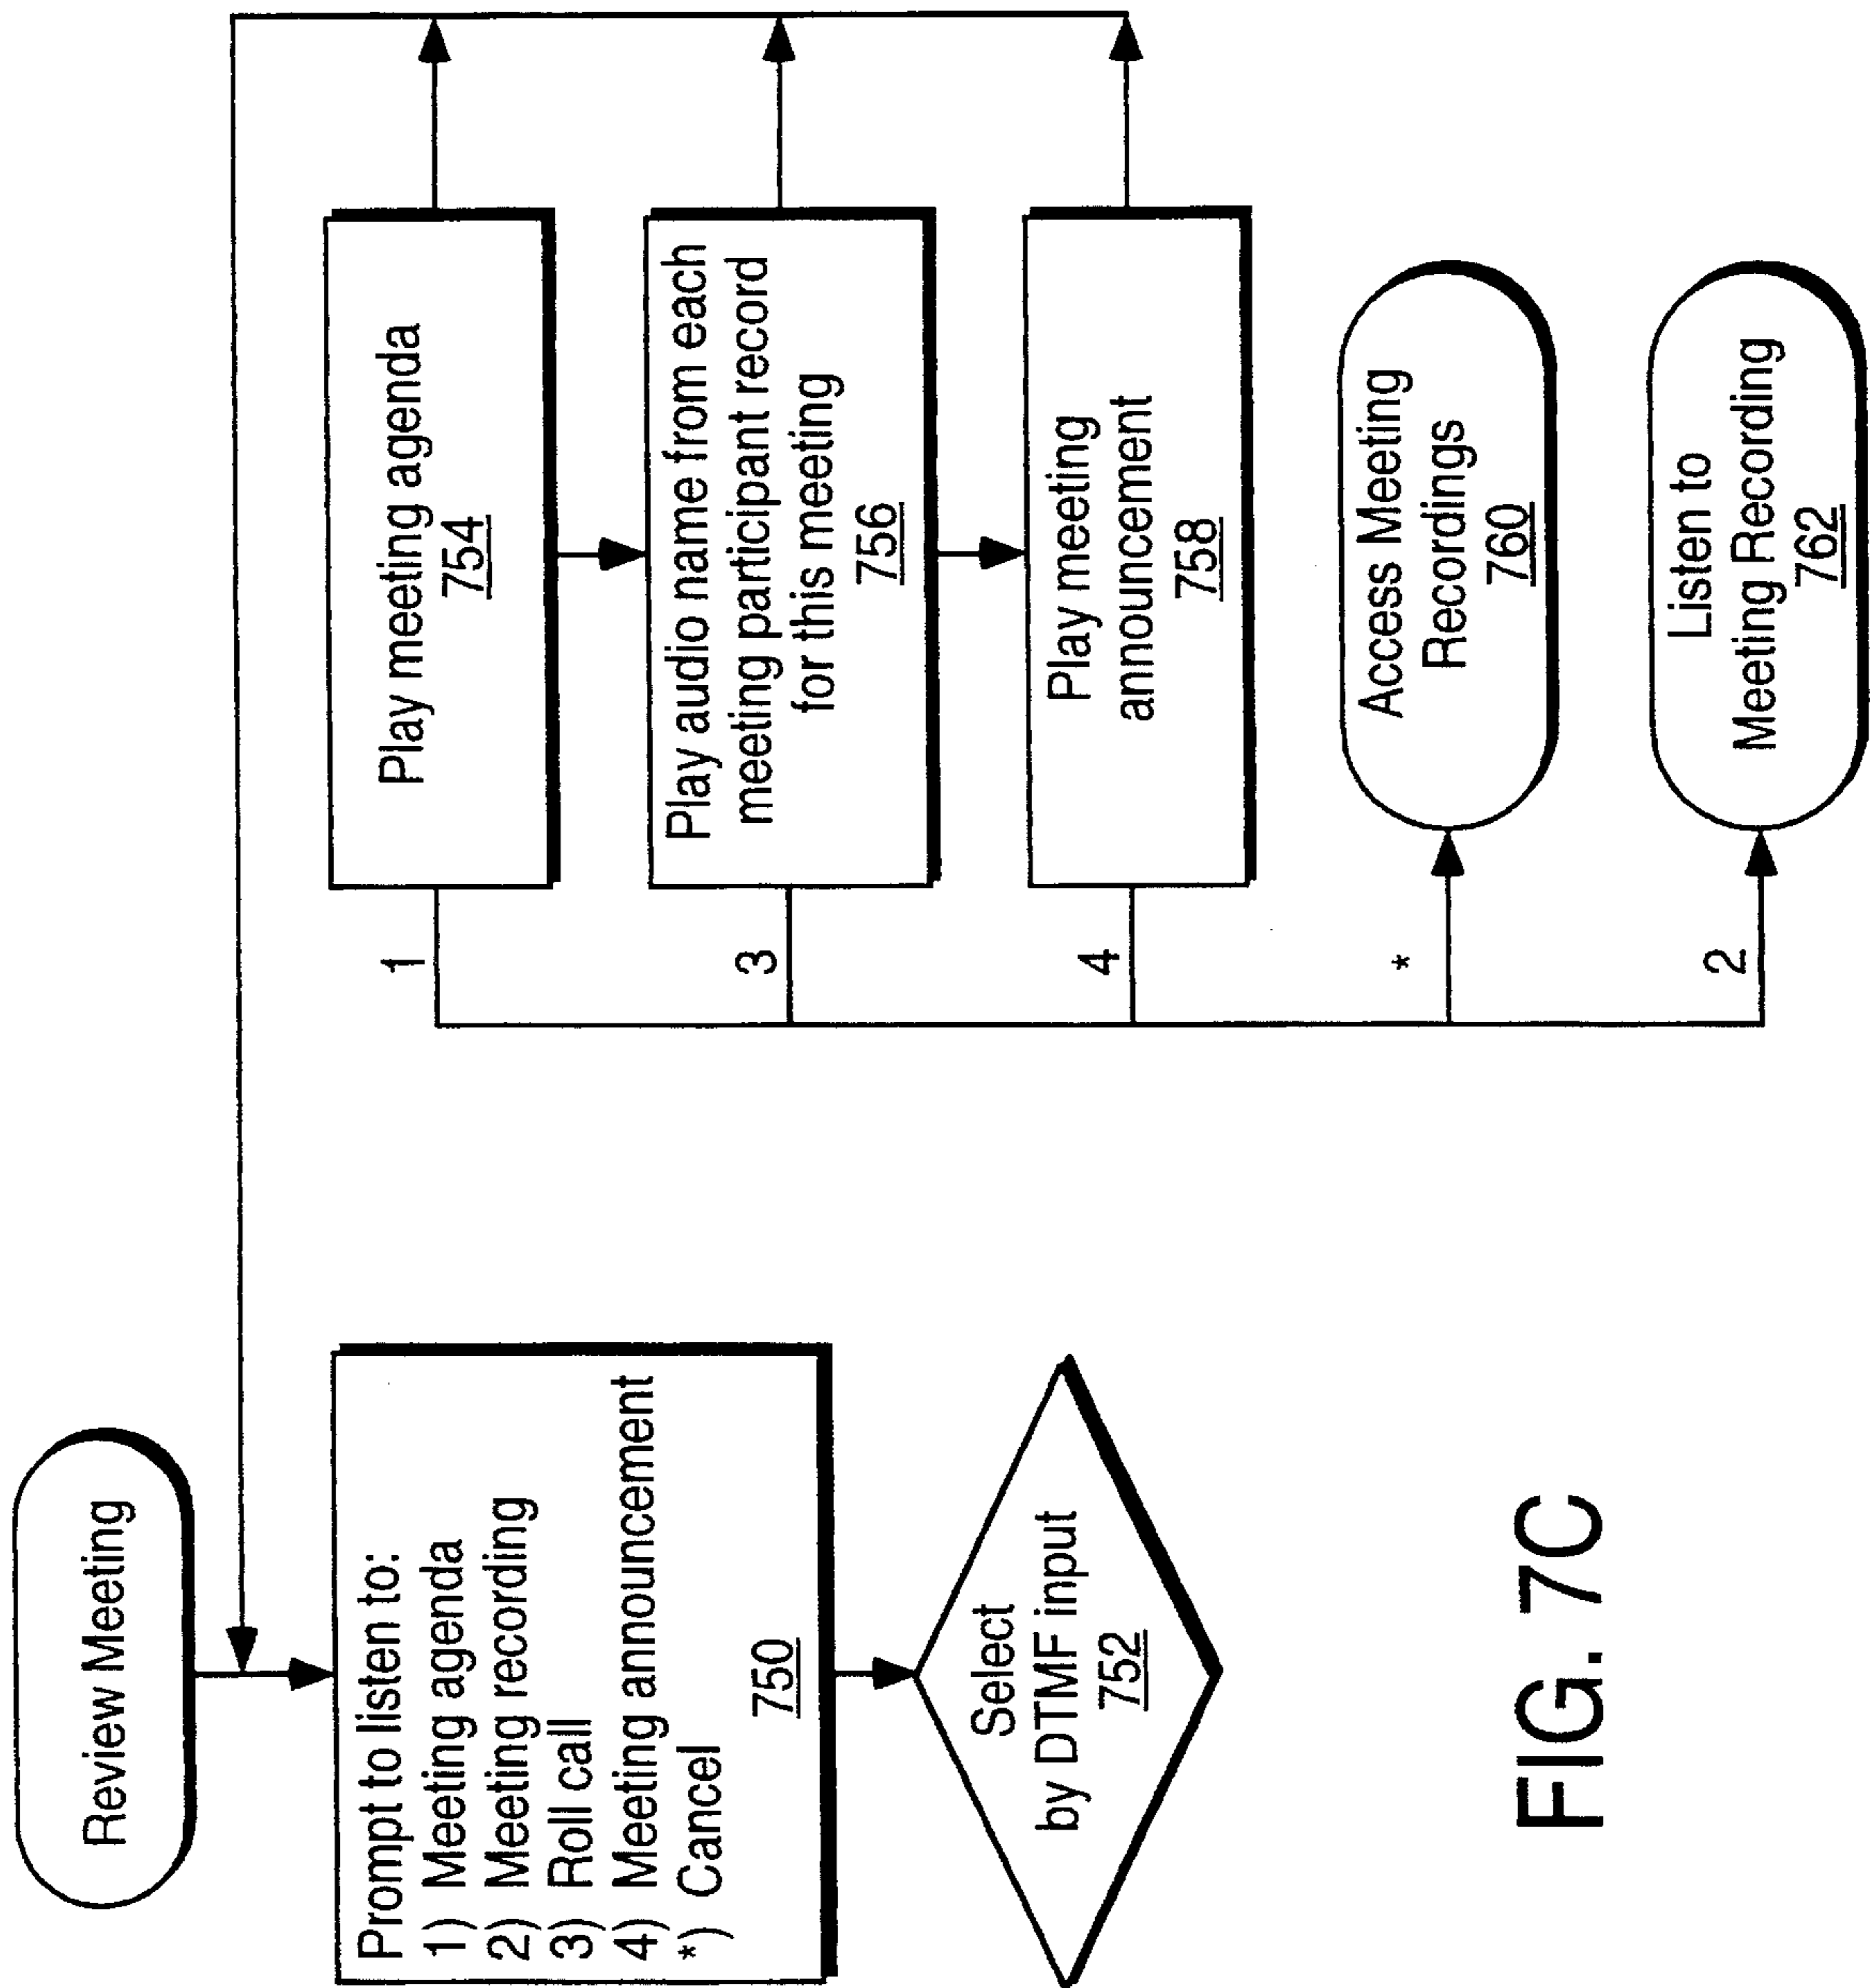 Review Meeting
Prompt to listen to:
1) Meeting agenda
2) Meeting recording
3) Roll call
4) Meeting announcement
*) Cancel
750
Select
by DTMF input
752
1
Play meeting agenda
754
3
Play audio name from each
meeting participant record
for this meeting
756
4
Play meeting
announcement
758
*
Access Meeting
Recordings
760
2
Listen to
Meeting Recording
762
FIG. 7C